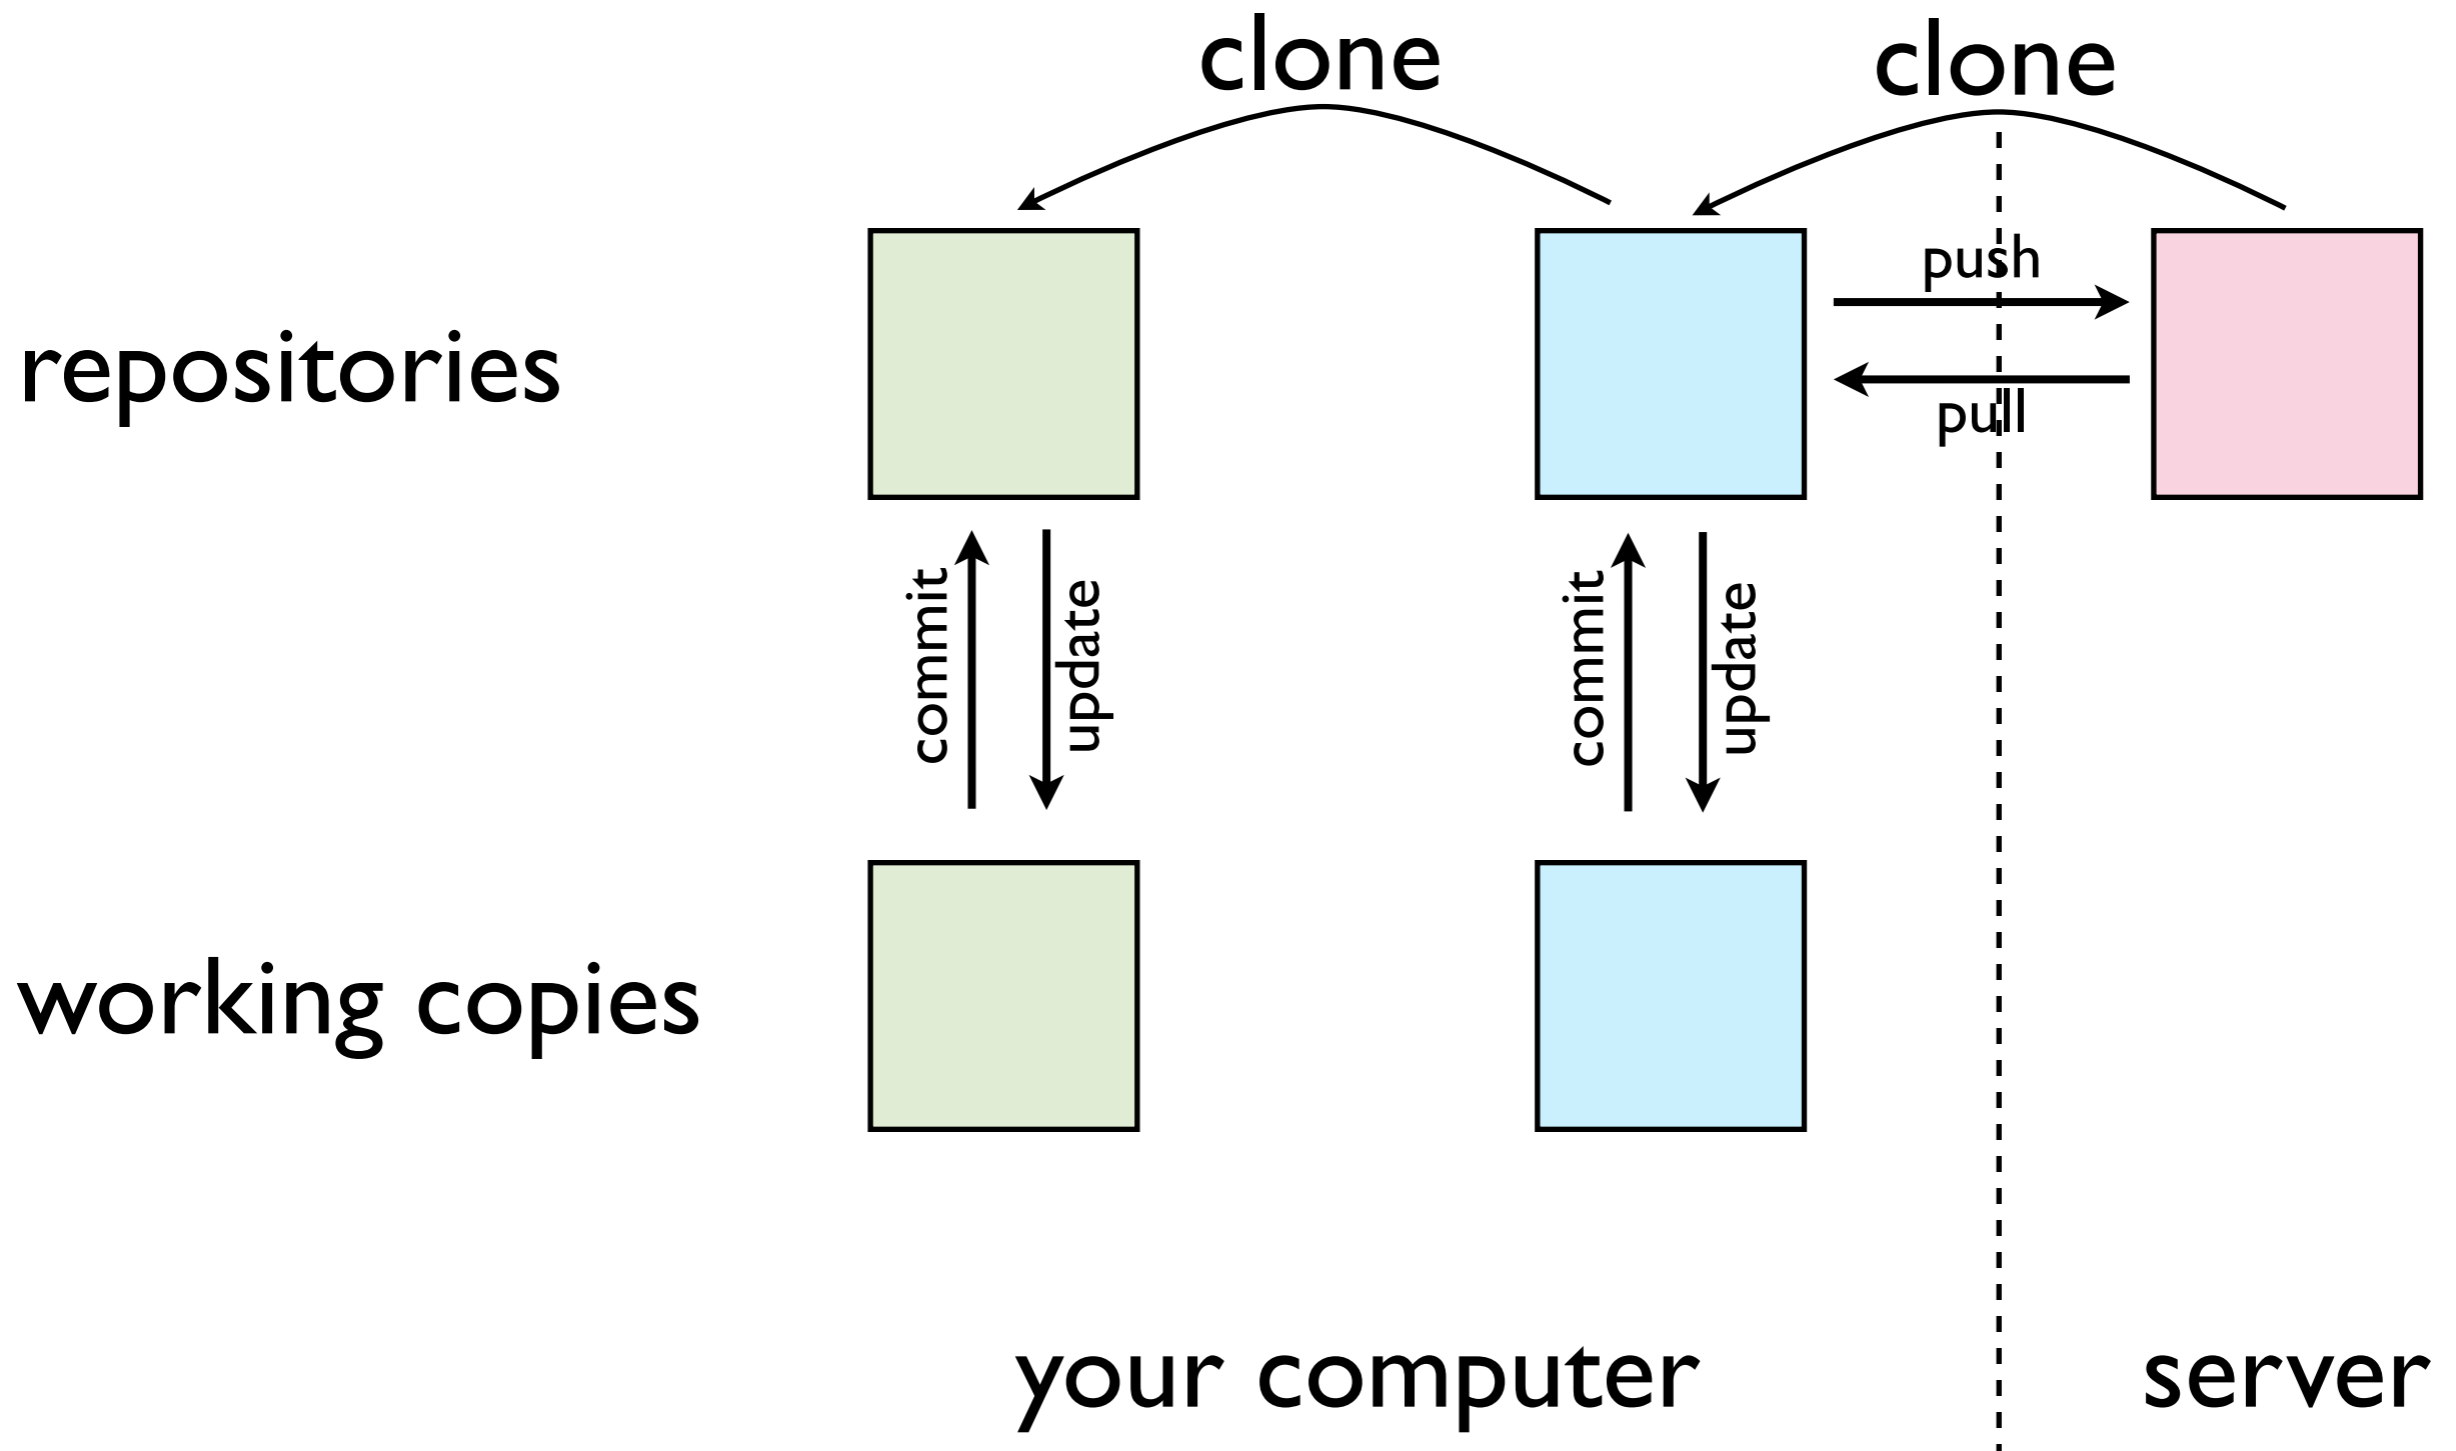 clone
clone
push
repositories
pull
commit
update
commit
update
working copies
your computer
server